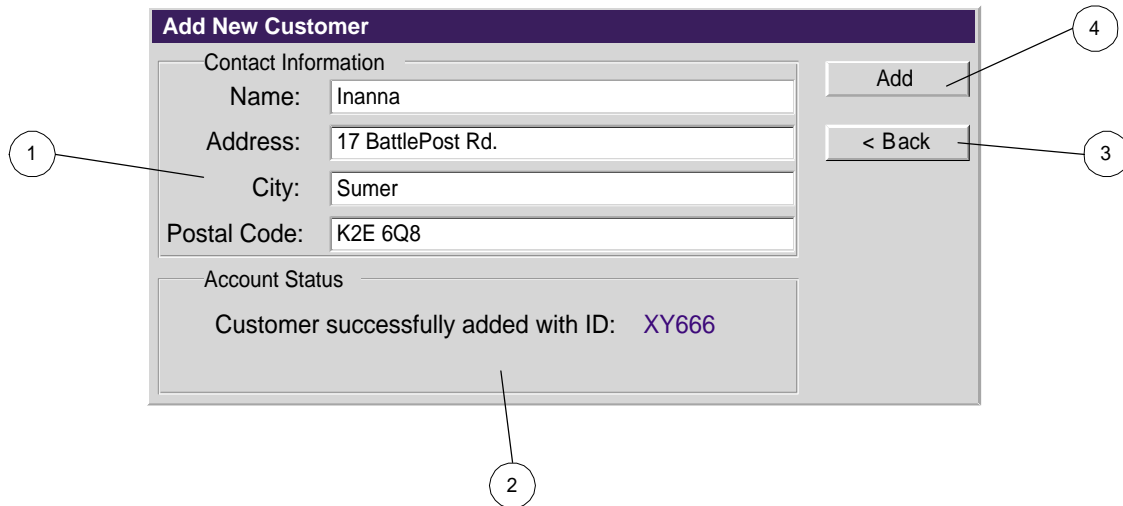 Add New Customer
4
Contact Information
Add
Name: Inanna
Address: 17 BattlePost Rd.
< Back
1
3
City: Sumer
Postal Code: K2E 6Q8
Account Status
Customer successfully added with ID: XY666
2